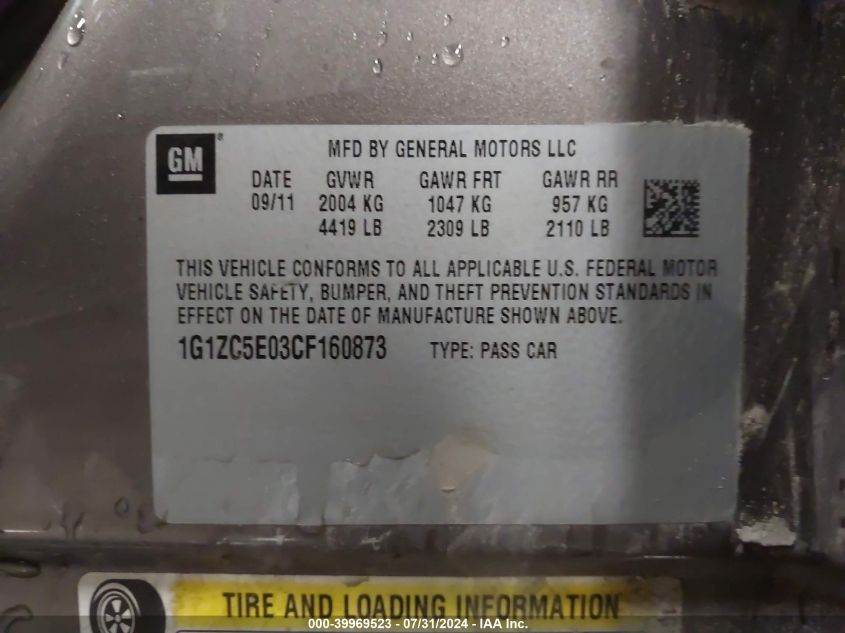 GM
MFD BY GENERAL MOTORS LLC
DATE GVWR GAWR FRT GAWR RR
09/11 2004 KG 1047 KG 957 KG
4419 LB 2309 LB 2110 LB
THIS VEHICLE CONFORMS TO ALL APPLICABLE U.S. FEDERAL MOTOR
VEHICLE SAFETY, BUMPER, AND THEFT PREVENTION STANDARDS IN
EFFECT ON THE DATE OF MANUFACTURE SHOWN ABOVE.
1G1ZC5E03CF160873 TYPE: PASS CAR
TIRE AND LOADING INFORMATION
000-39969523 - 07/31/2024 - IAA Inc.